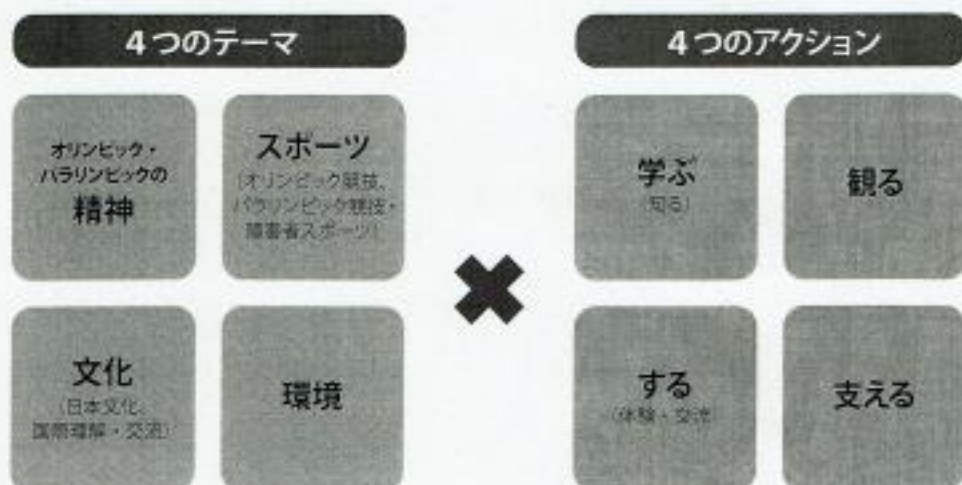 4つのテーマ
オリンピック・
パラリンピックの
精神
スポーツ
(オリンピック競技、
パラリンピック競技・
障害者スポーツ)
文化
(日本文化、
国際理解・交流)
環境
4つのアクション
学ぶ
(知る)
観る
する
(体験・交流)
支える